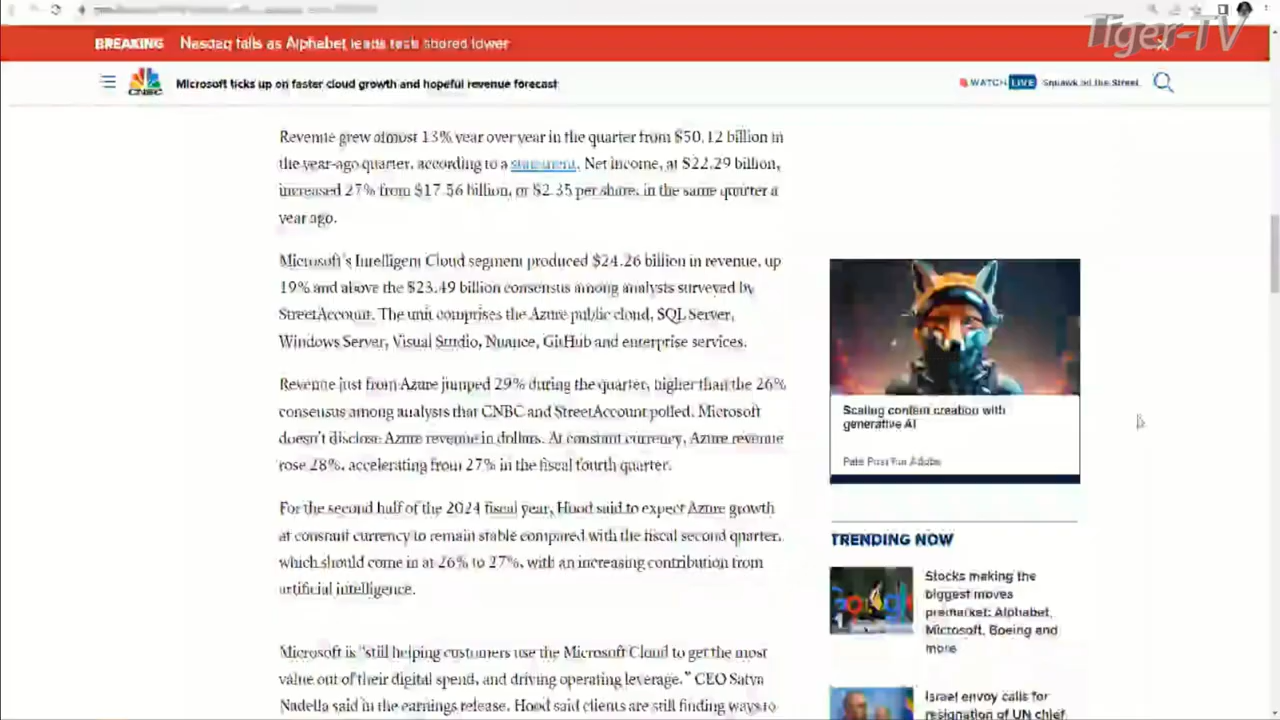 Tiger-TV
BREAKING Nasdaq falls as Alphabet leads tech shared lower
CNBC Microsoft ticks up on faster cloud growth and hopeful revenue forecast WATCH LIVE Squawk on the Street
Revenue grew almost 13% year over year in the quarter from $50.12 billion in
the year-ago quarter, according to a statement. Net income, at $22.29 billion,
increased 27% from $17.56 billion, or $2.35 per share, in the same quarter a
year ago.
Microsoft's Intelligent Cloud segment produced $24.26 billion in revenue, up
19% and above the $23.49 billion consensus among analysts surveyed by
StreetAccount. The unit comprises the Azure public cloud, SQL Server,
Windows Server, Visual Studio, Nuance, GitHub and enterprise services.
Revenue just from Azure jumped 29% during the quarter, higher than the 26%
consensus among analysts that CNBC and StreetAccount polled. Microsoft
doesn't disclose Azure revenue in dollars. At constant currency, Azure revenue
rose 28%, accelerating from 27% in the fiscal fourth quarter.
For the second half of the 2024 fiscal year, Hood said to expect Azure growth
at constant currency to remain stable compared with the fiscal second quarter,
which should come in at 26% to 27%, with an increasing contribution from
artificial intelligence.
Microsoft is "still helping customers use the Microsoft Cloud to get the most
value out of their digital spend, and driving operating leverage," CEO Satya
Nadella said in the earnings release. Hood said clients are still finding ways to
Scaling content creation with
generative AI
Paid Post For Adobe
TRENDING NOW
Stocks making the
biggest moves
premarket: Alphabet,
Microsoft, Boeing and
more
Israel envoy calls for
resignation of UN chief